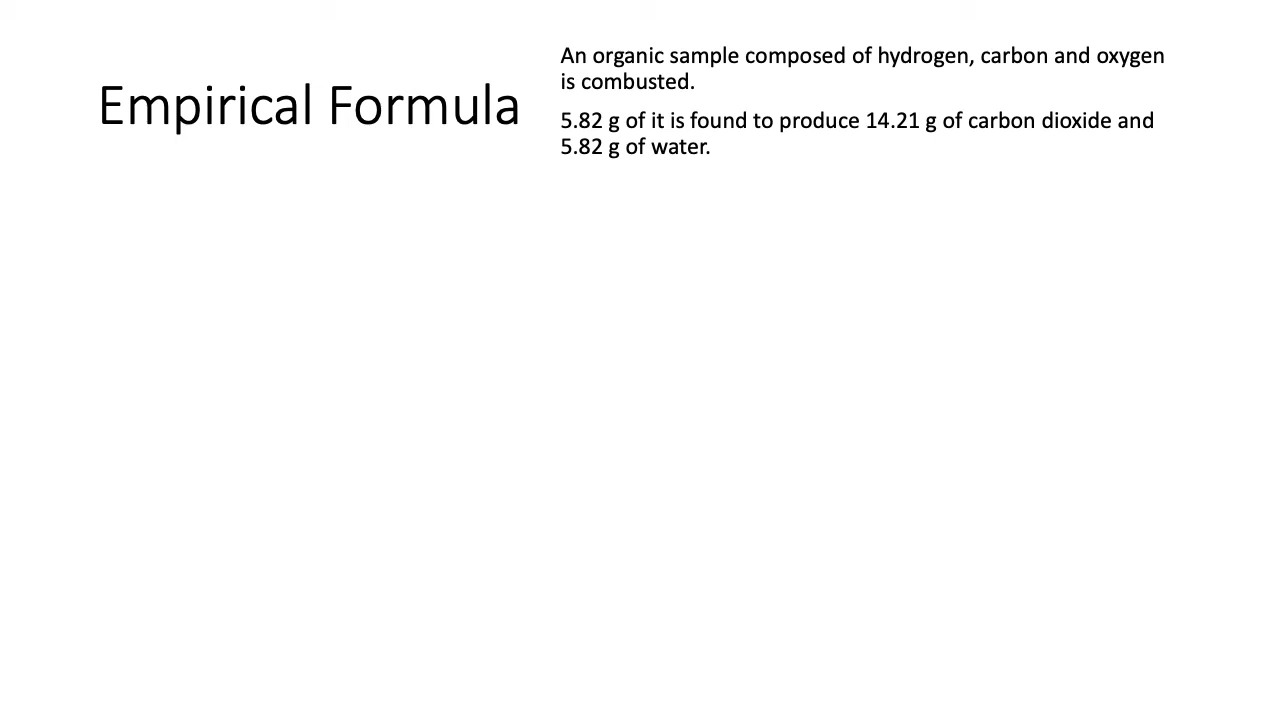 Empirical Formula
An organic sample composed of hydrogen, carbon and oxygen
is combusted.
5.82 g of it is found to produce 14.21 g of carbon dioxide and
5.82 g of water.